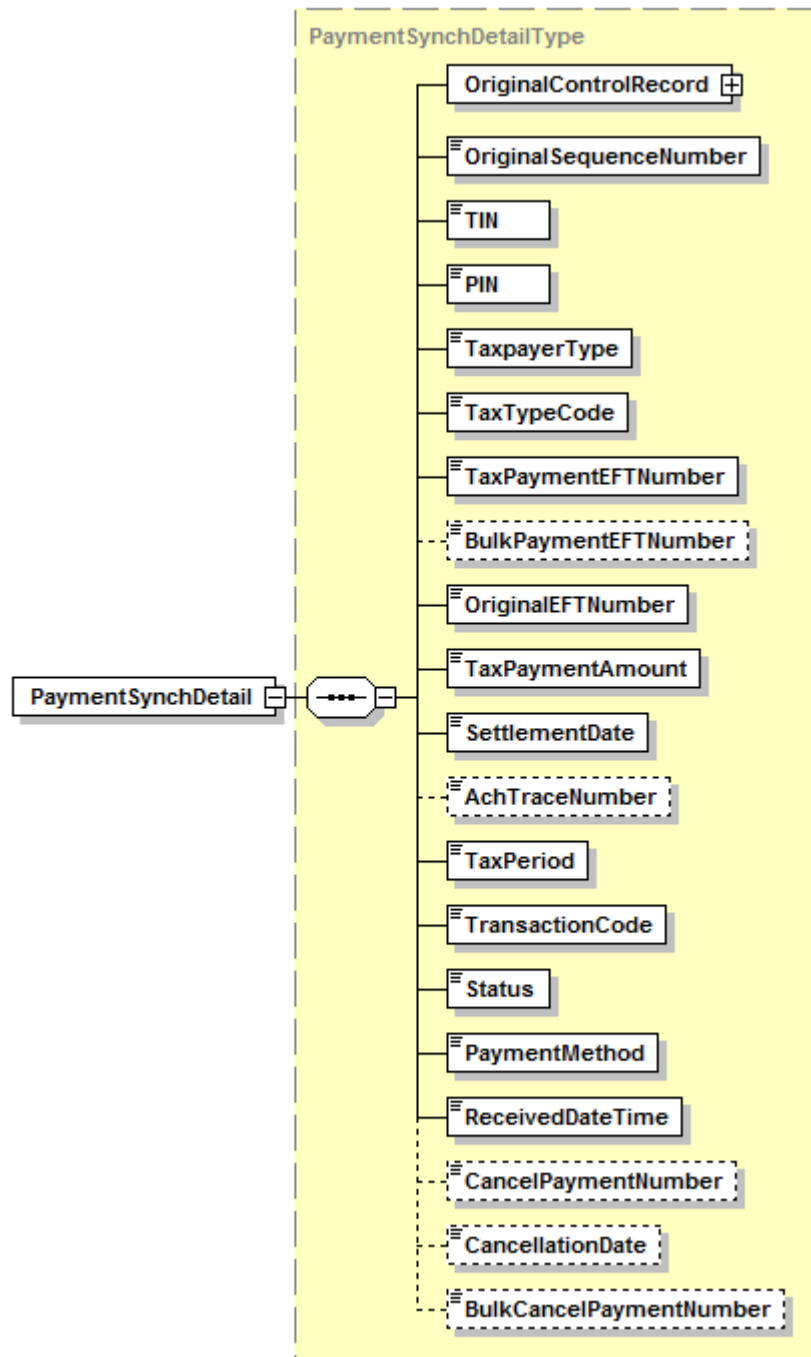 PaymentSynchDetailType
OriginalControlRecord
OriginalSequenceNumber
TIN
PIN
TaxpayerType
TaxTypeCode
TaxPaymentEFTNumber
BulkPaymentEFTNumber
OriginalEFTNumber
TaxPaymentAmount
PaymentSynchDetail
SettlementDate
AchTraceNumber
TaxPeriod
TransactionCode
Status
PaymentMethod
ReceivedDateTime
CancelPaymentNumber
CancellationDate
BulkCancelPaymentNumber